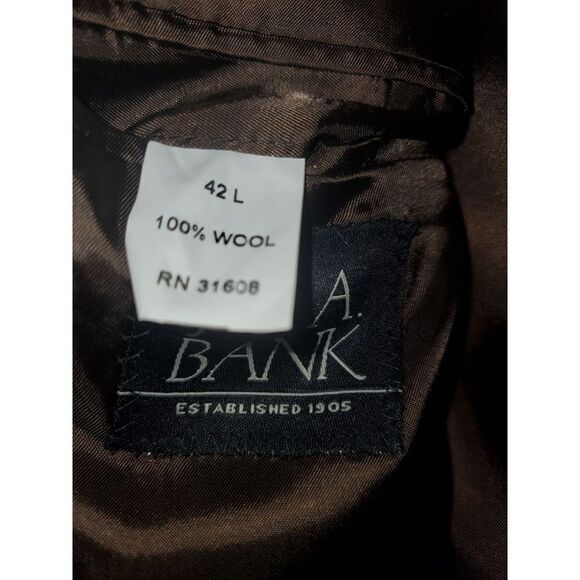 42 L
100% WOOL
RN 31608
A.
BANK
ESTABLISHED 1905